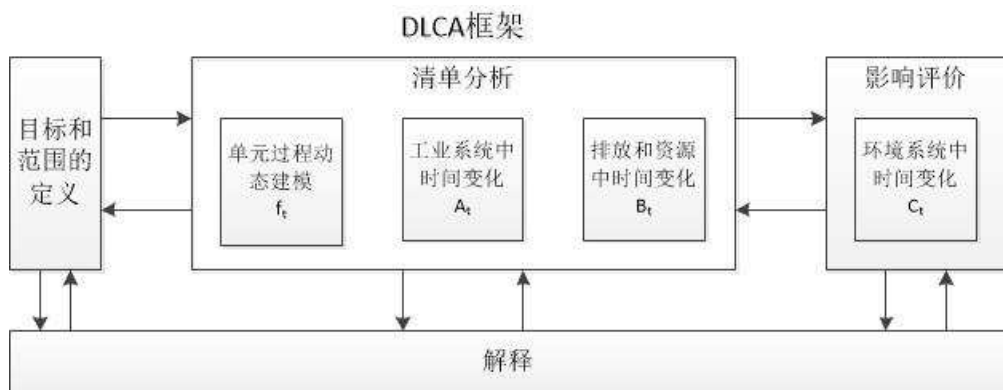 DLCA框架
目标和
范围的
定义
清单分析
单元过程动
态建模
fₜ
工业系统中
时间变化
Aₜ
排放和资源
中时间变化
Bₜ
影响评价
环境系统中
时间变化
Cₜ
解释